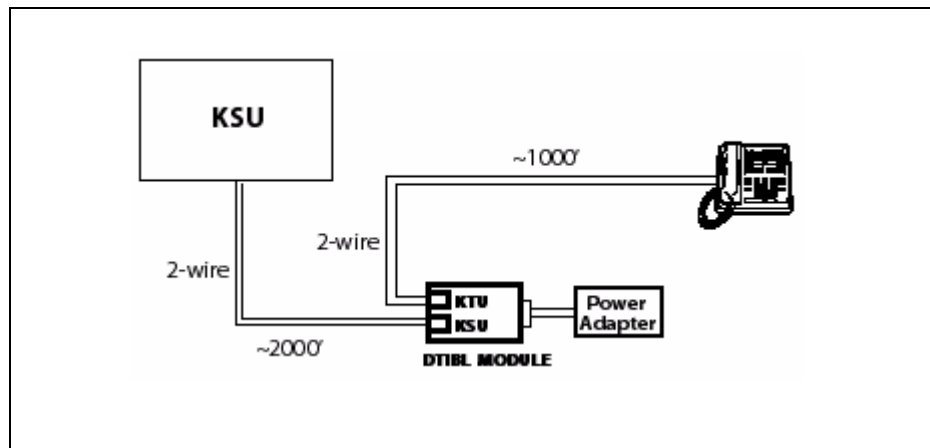 KSU
~1000'
2-wire
2-wire
KTU
KSU
Power
Adapter
~2000'
DTIBL MODULE